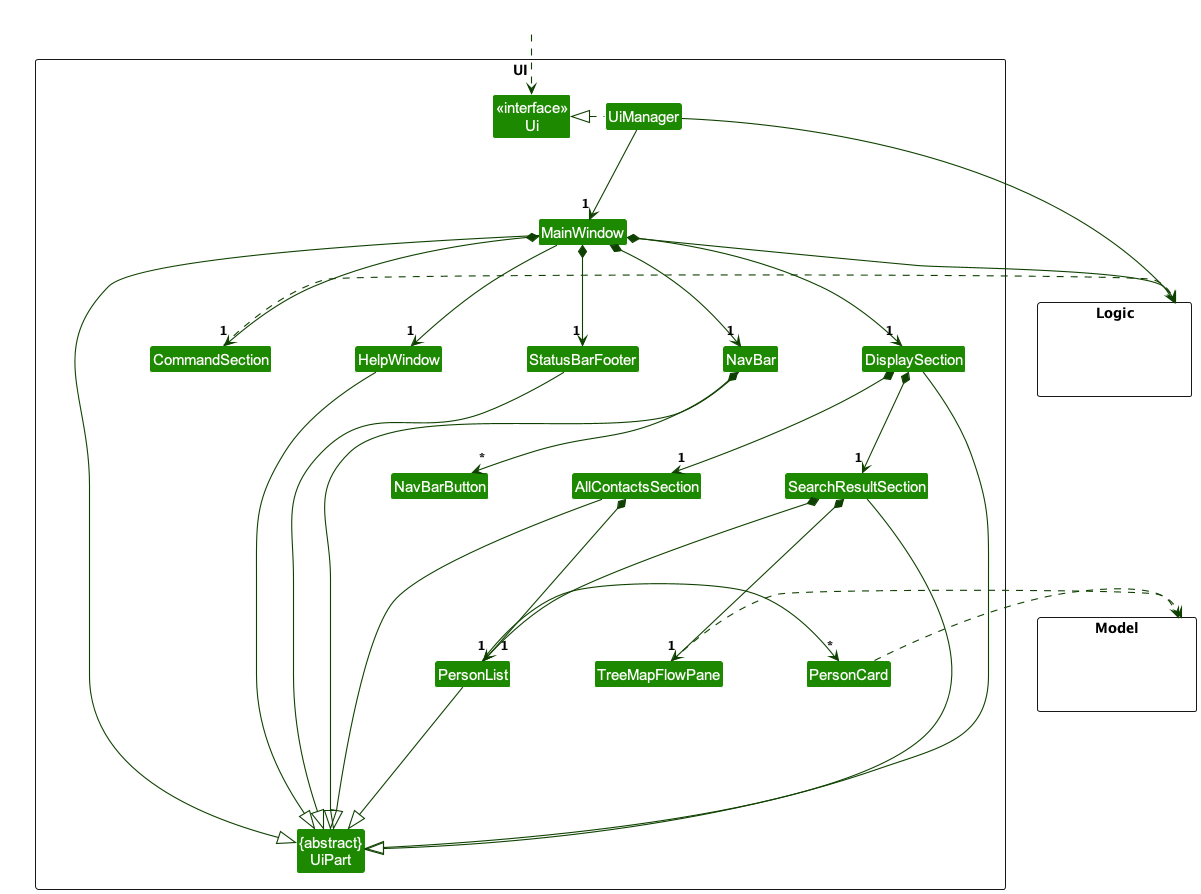 UI
«interface»
Ui
UiManager
1
MainWindow
1
1
1
1
1
Logic
CommandSection
HelpWindow
StatusBarFooter
NavBar
DisplaySection
*
1
1
NavBarButton
AllContactsSection
SearchResultSection
Model
1
1
1
*
PersonList
TreeMapFlowPane
PersonCard
{abstract}
UiPart